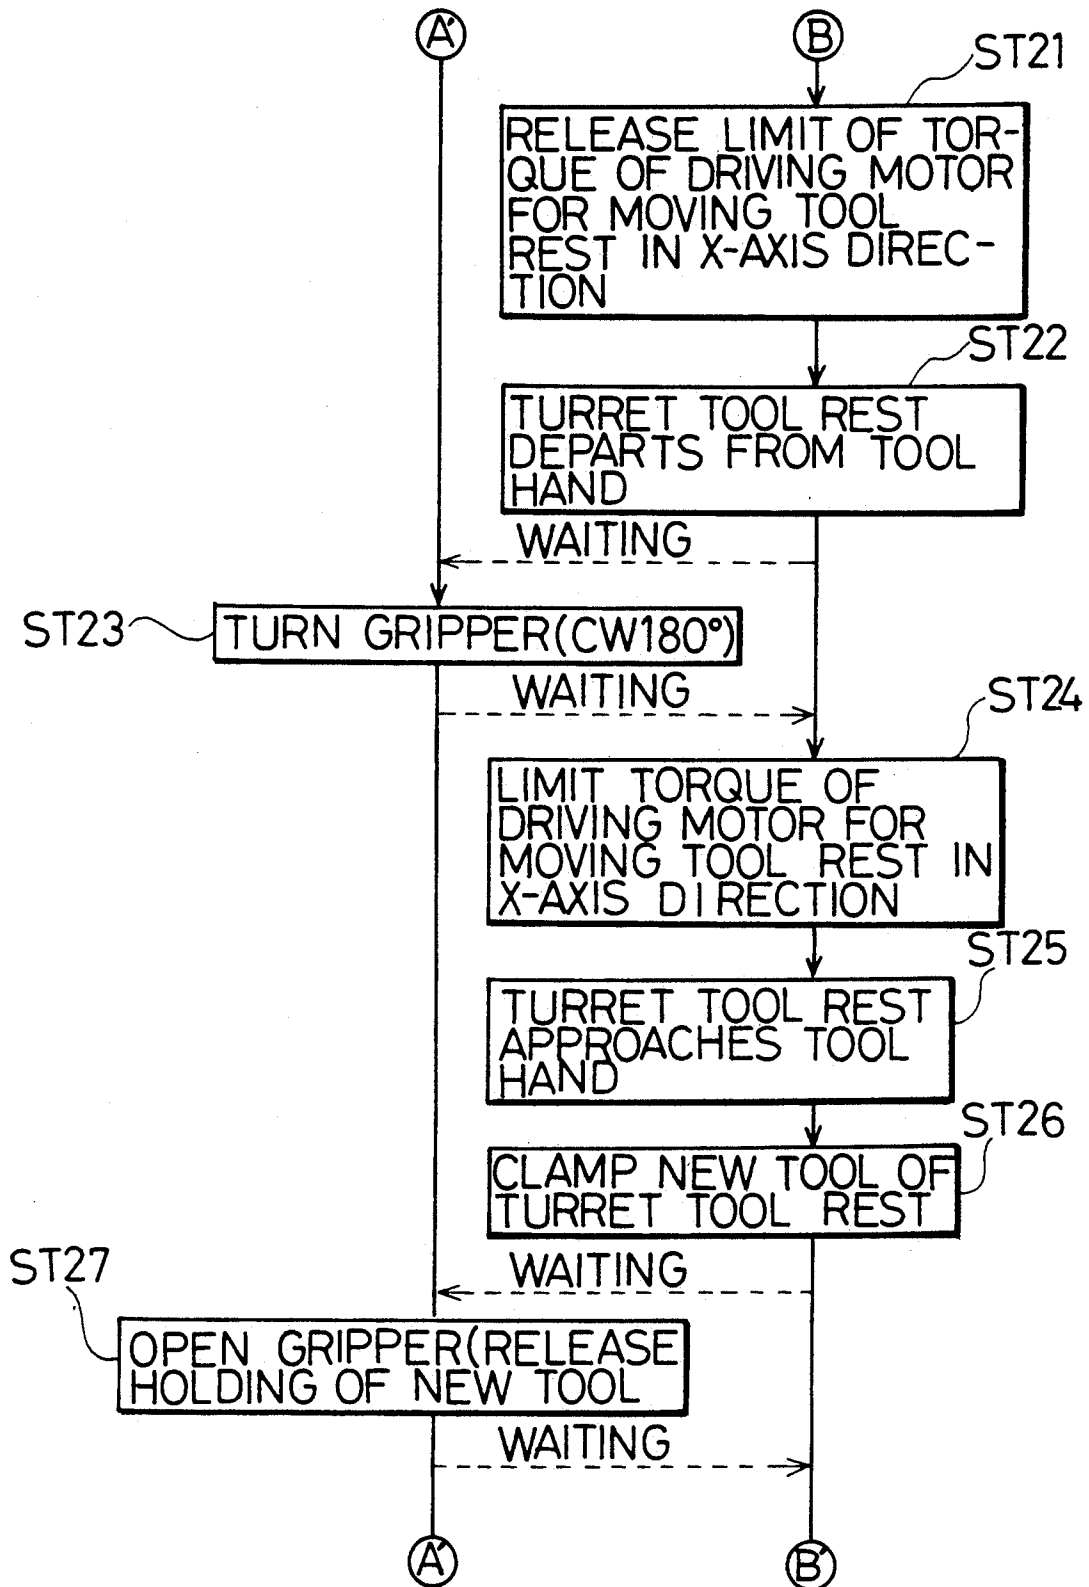 A'
B
ST21
RELEASE LIMIT OF TOR-
QUE OF DRIVING MOTOR
FOR MOVING TOOL
REST IN X-AXIS DIREC-
TION
ST22
TURRET TOOL REST
DEPARTS FROM TOOL
HAND
WAITING
ST23
TURN GRIPPER(CW180°)
WAITING
ST24
LIMIT TORQUE OF
DRIVING MOTOR FOR
MOVING TOOL REST IN
X-AXIS DIRECTION
ST25
TURRET TOOL REST
APPROACHES TOOL
HAND
ST26
CLAMP NEW TOOL OF
TURRET TOOL REST
WAITING
ST27
OPEN GRIPPER(RELEASE
HOLDING OF NEW TOOL
WAITING
A'
B'